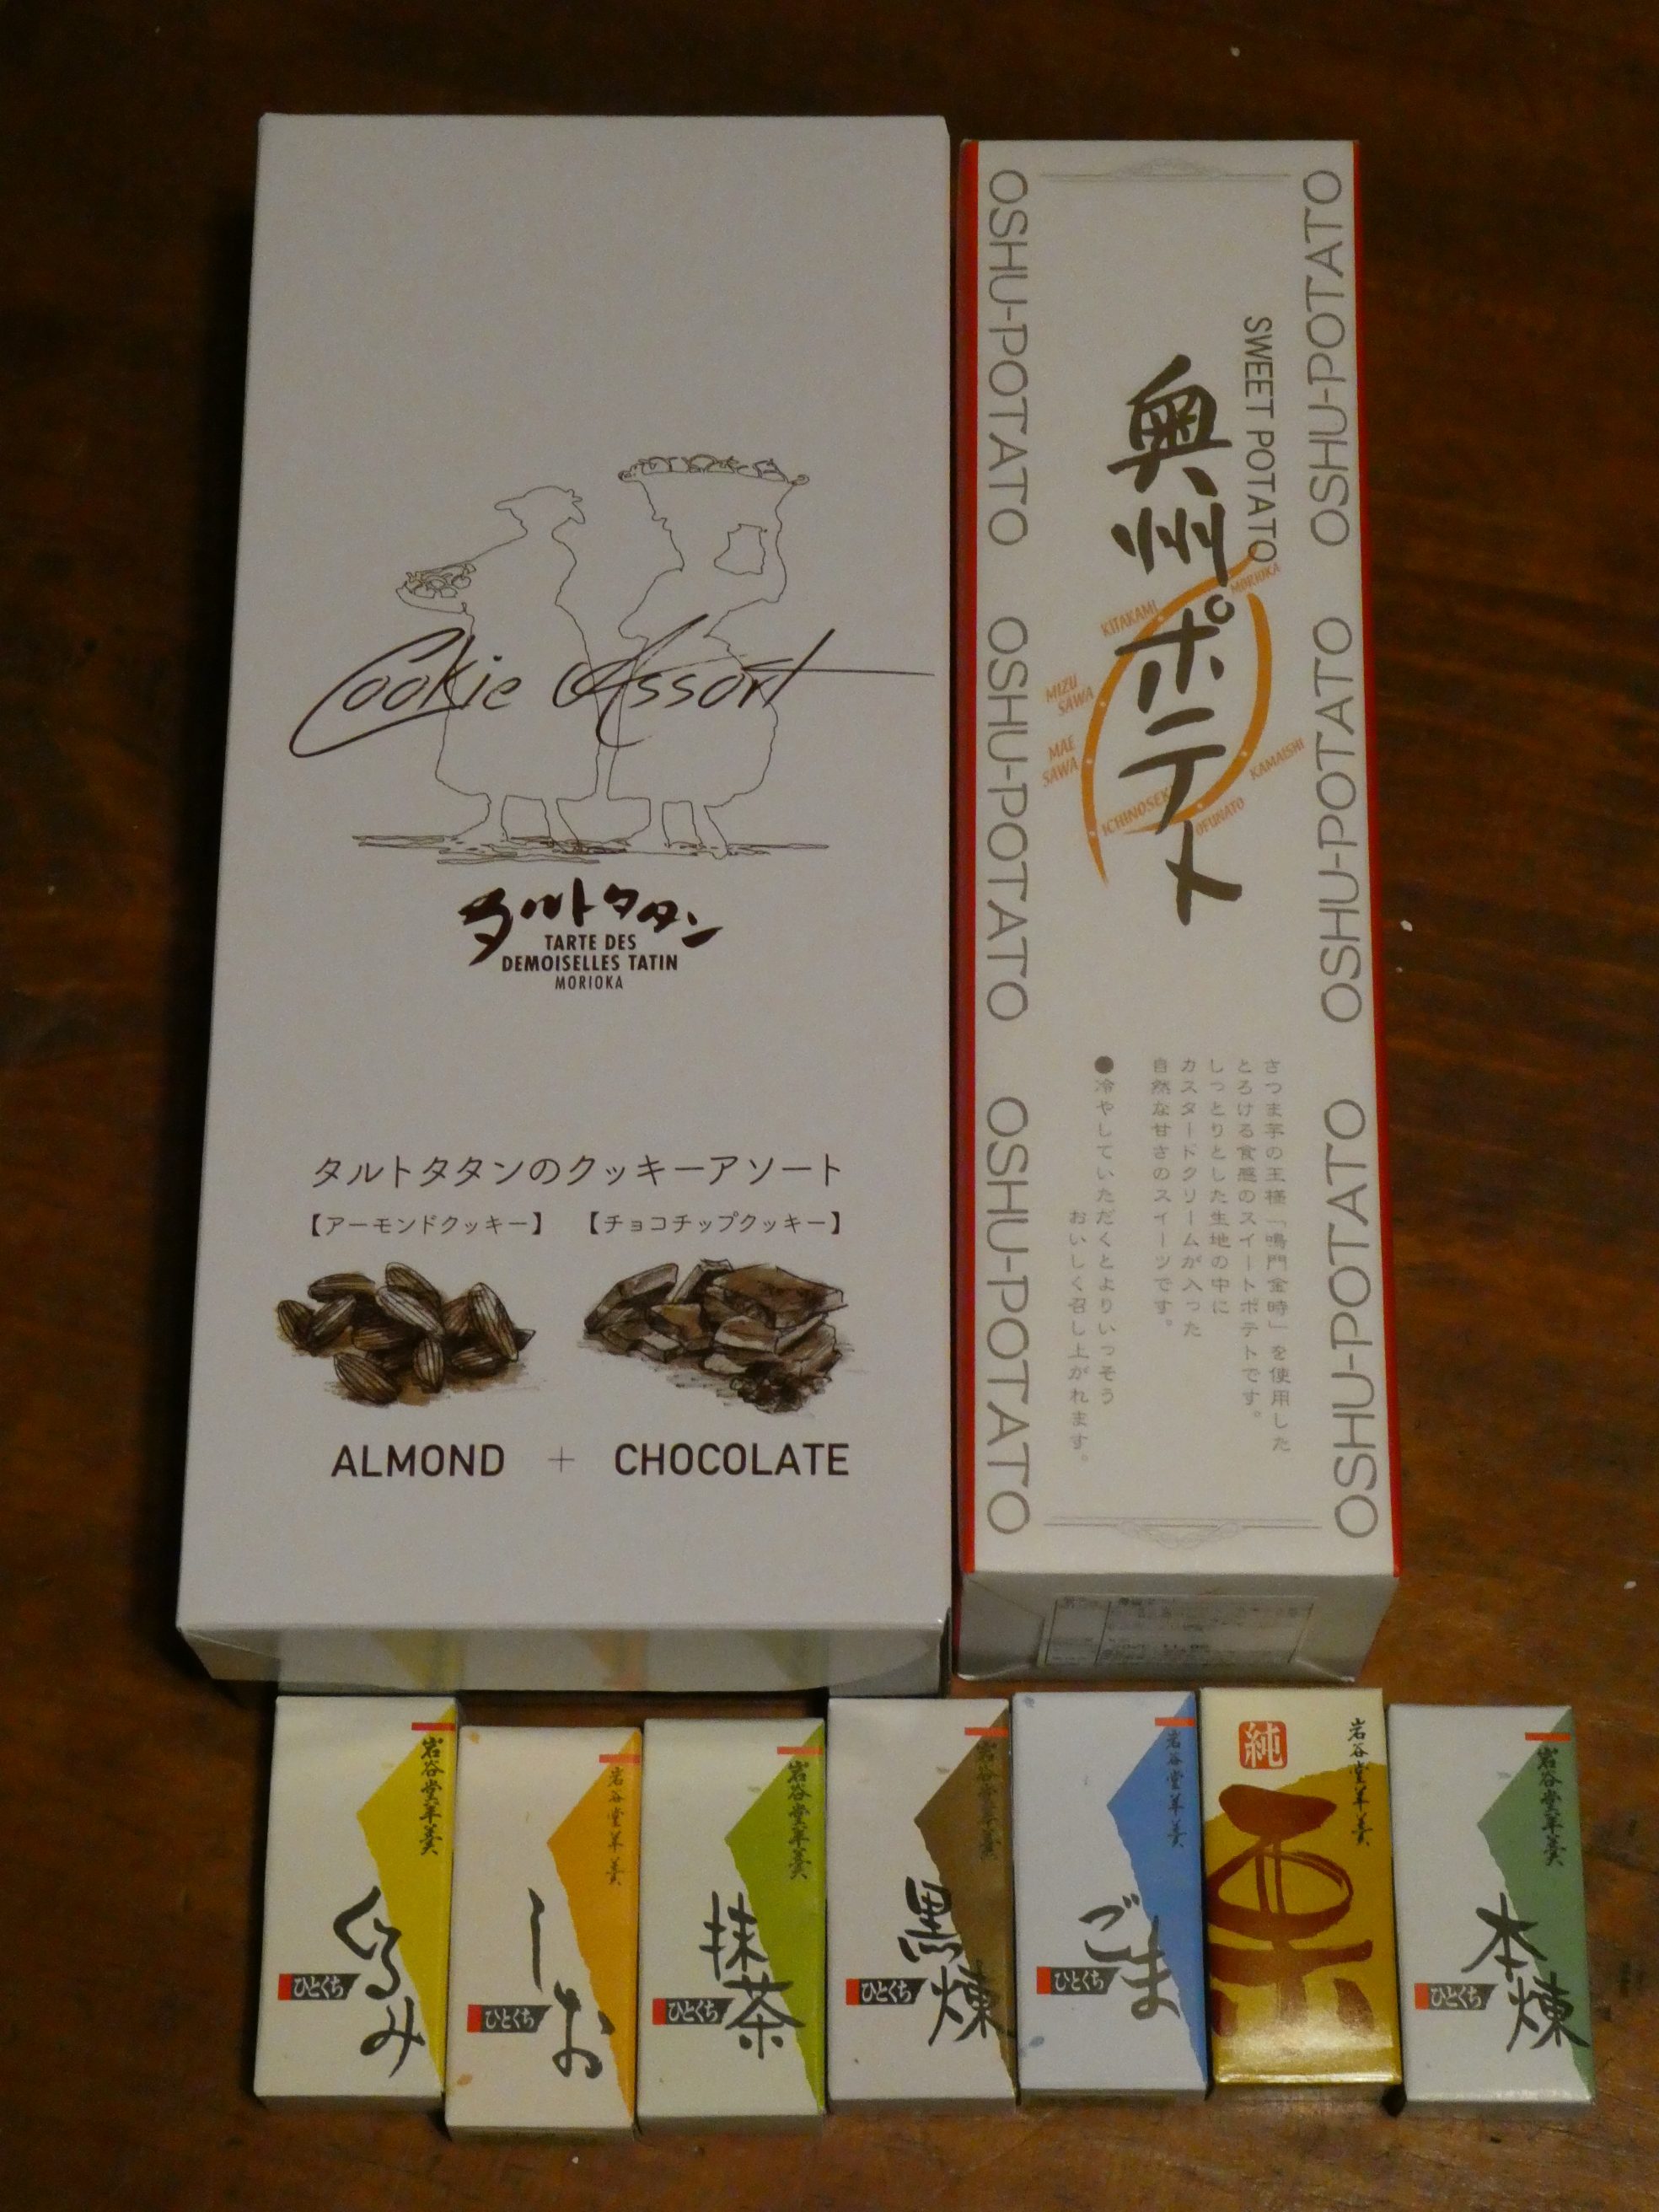 Cookie Assort
タルトタタン
TARTE DES
DEMOISELLES TATIN
MORIOKA
タルトタタンのクッキーアソート
【アーモンドクッキー】 【チョコチップクッキー】
ALMOND + CHOCOLATE
OSHU-POTATO OSHU-POTATO OSHU-POTATO
OSHU-POTATO OSHU-POTATO OSHU-POTATO
SWEET POTATO
奥州ポテト
MORIOKA
KITAKAMI
MIZU
SAWA
MAE
SAWA
ICHINOSEKI
OFUNATO
KAMAISHI
さつま芋の王様「鳴門金時」を使用した
とろける食感のスイートポテトです。
しっとりとした生地の中に
カスタードクリームが入った
自然な甘さのスイーツです。
●冷やしていただくとよりいっそう
おいしく召し上がれます。
岩谷堂羊羹
くるみ
ひとくち
岩谷堂羊羹
しお
ひとくち
岩谷堂羊羹
抹茶
ひとくち
岩谷堂羊羹
黒煉
ひとくち
岩谷堂羊羹
ごま
ひとくち
岩谷堂羊羹
純
栗
岩谷堂羊羹
本煉
ひとくち